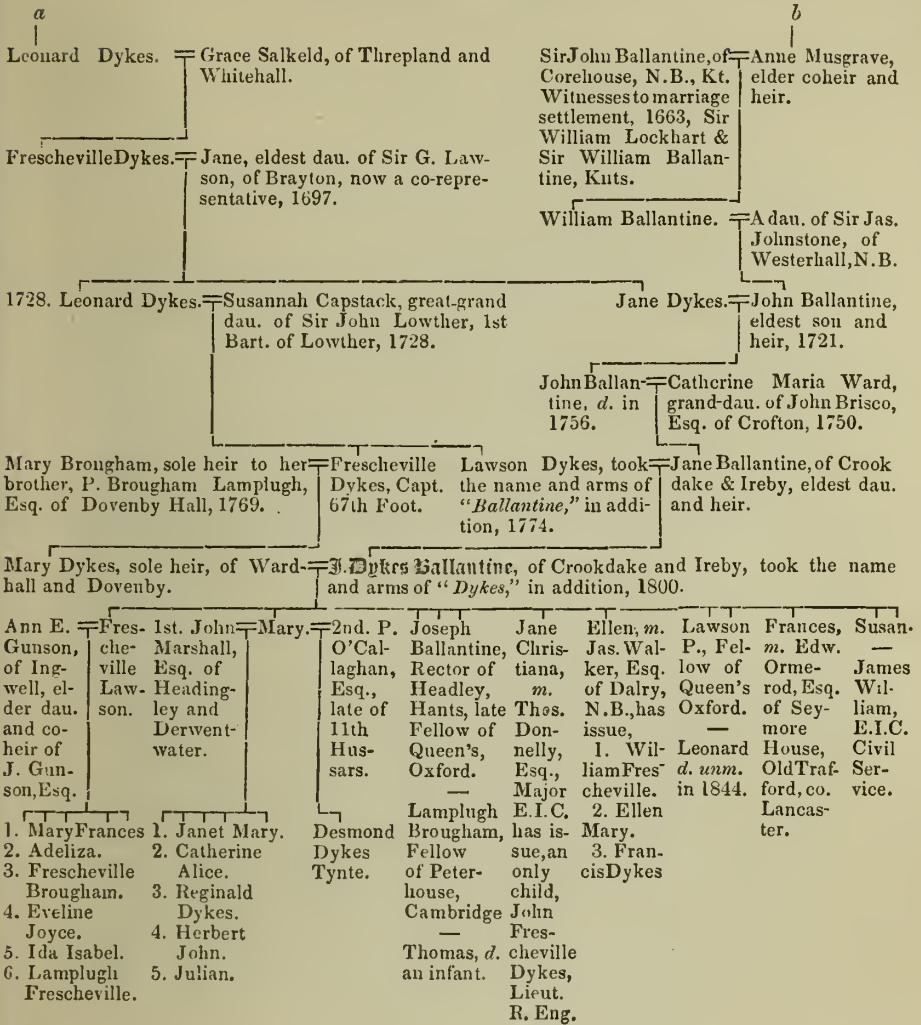 a
b
Leonard Dykes. = Grace Salkeld, of Threpland and
Whitehall.
Sir John Ballantine, of = Anne Musgrave,
Corehouse, N.B., Kt. elder coheir and
Witnesses to marriage heir.
settlement, 1663, Sir
William Lockhart &
Sir William Ballan-
tine, Knts.
Frescheville Dykes. = Jane, eldest dau. of Sir G. Law-
son, of Brayton, now a co-repre-
sentative, 1697.
William Ballantine. = A dau. of Sir Jas.
Johnstone, of
Westerhall, N.B.
1728. Leonard Dykes. = Susannah Capstack, great-grand
dau. of Sir John Lowther, 1st
Bart. of Lowther, 1728.
Jane Dykes. = John Ballantine,
eldest son and
heir, 1721.
John Ballan- = Catherine Maria Ward,
tine, d. in grand-dau. of John Brisco,
1756. Esq. of Crofton, 1750.
Mary Brougham, sole heir to her = Frescheville
brother, P. Brougham Lamplugh, Dykes, Capt.
Esq. of Dovenby Hall, 1769. 67th Foot.
Lawson Dykes, took = Jane Ballantine, of Crook
the name and arms of dake & Ireby, eldest dau.
"Ballantine," in addi- and heir.
tion, 1774.
Mary Dykes, sole heir, of Ward- = J. Dykes Ballantine, of Crookdake and Ireby, took the name
hall and Dovenby. and arms of "Dykes," in addition, 1800.
Ann E. =
Gunson,
of Ing-
well, el-
der dau.
and co-
heir of
J. Gun-
son, Esq.
Fres-
che-
ville
Law-
son.
1. Mary Frances
2. Adeliza.
3. Frescheville
Brougham.
4. Eveline
Joyce.
5. Ida Isabel.
6. Lamplugh
Frescheville.
1st. John =
Marshall,
Esq. of
Heading-
ley and
Derwent-
water.
Mary. =
1. Janet Mary.
2. Catherine
Alice.
3. Reginald
Dykes.
4. Herbert
John.
5. Julian.
2nd. P.
O'Cal-
laghan,
Esq.,
late of
11th
Hus-
sars.
Desmond
Dykes
Tynte.
Joseph
Ballantine,
Rector of
Headley,
Hants, late
Fellow of
Queen's,
Oxford.
—
Lamplugh
Brougham,
Fellow
of Peter-
house,
Cambridge
—
Thomas, d.
an infant.
Jane
Chris-
tiana,
m.
Thos.
Don-
nelly,
Esq.,
Major
E.I.C.
has is-
sue, an
only
child,
John
Fres-
cheville
Dykes,
Lieut.
R. Eng.
Ellen, m.
Jas. Wal-
ker, Esq.
of Dalry,
N.B., has
issue,
1. Wil-
liam Fres-
cheville.
2. Ellen
Mary.
3. Fran-
cis Dykes
Lawson
P., Fel-
low of
Queen's
Oxford.
—
Leonard
d. unm.
in 1844.
Frances,
m. Edw.
Orme-
rod, Esq.
of Sey-
more
House,
Old Traf-
ford, co.
Lancas-
ter.
Susan.
—
James
Wil-
liam,
E.I.C.
Civil
Ser-
vice.